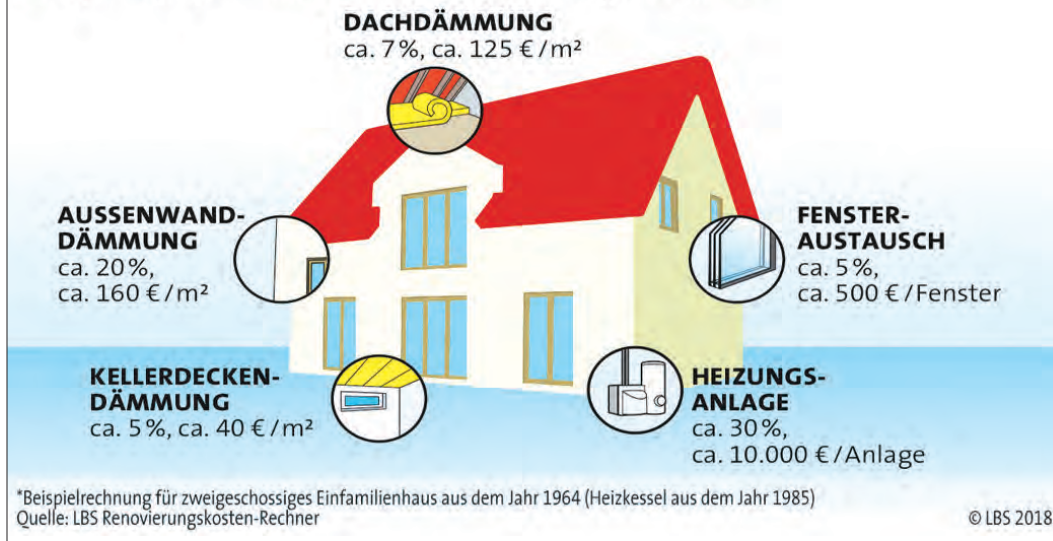 DACHDÄMMUNG
ca. 7%, ca. 125 €/m²
AUSSENWAND-
DÄMMUNG
ca. 20%,
ca. 160 €/m²
FENSTER-
AUSTAUSCH
ca. 5%,
ca. 500 €/Fenster
KELLERDECKEN-
DÄMMUNG
ca. 5%, ca. 40 €/m²
HEIZUNGS-
ANLAGE
ca. 30%,
ca. 10.000 €/Anlage
*Beispielrechnung für zweigeschossiges Einfamilienhaus aus dem Jahr 1964 (Heizkessel aus dem Jahr 1985)
Quelle: LBS Renovierungskosten-Rechner
© LBS 2018